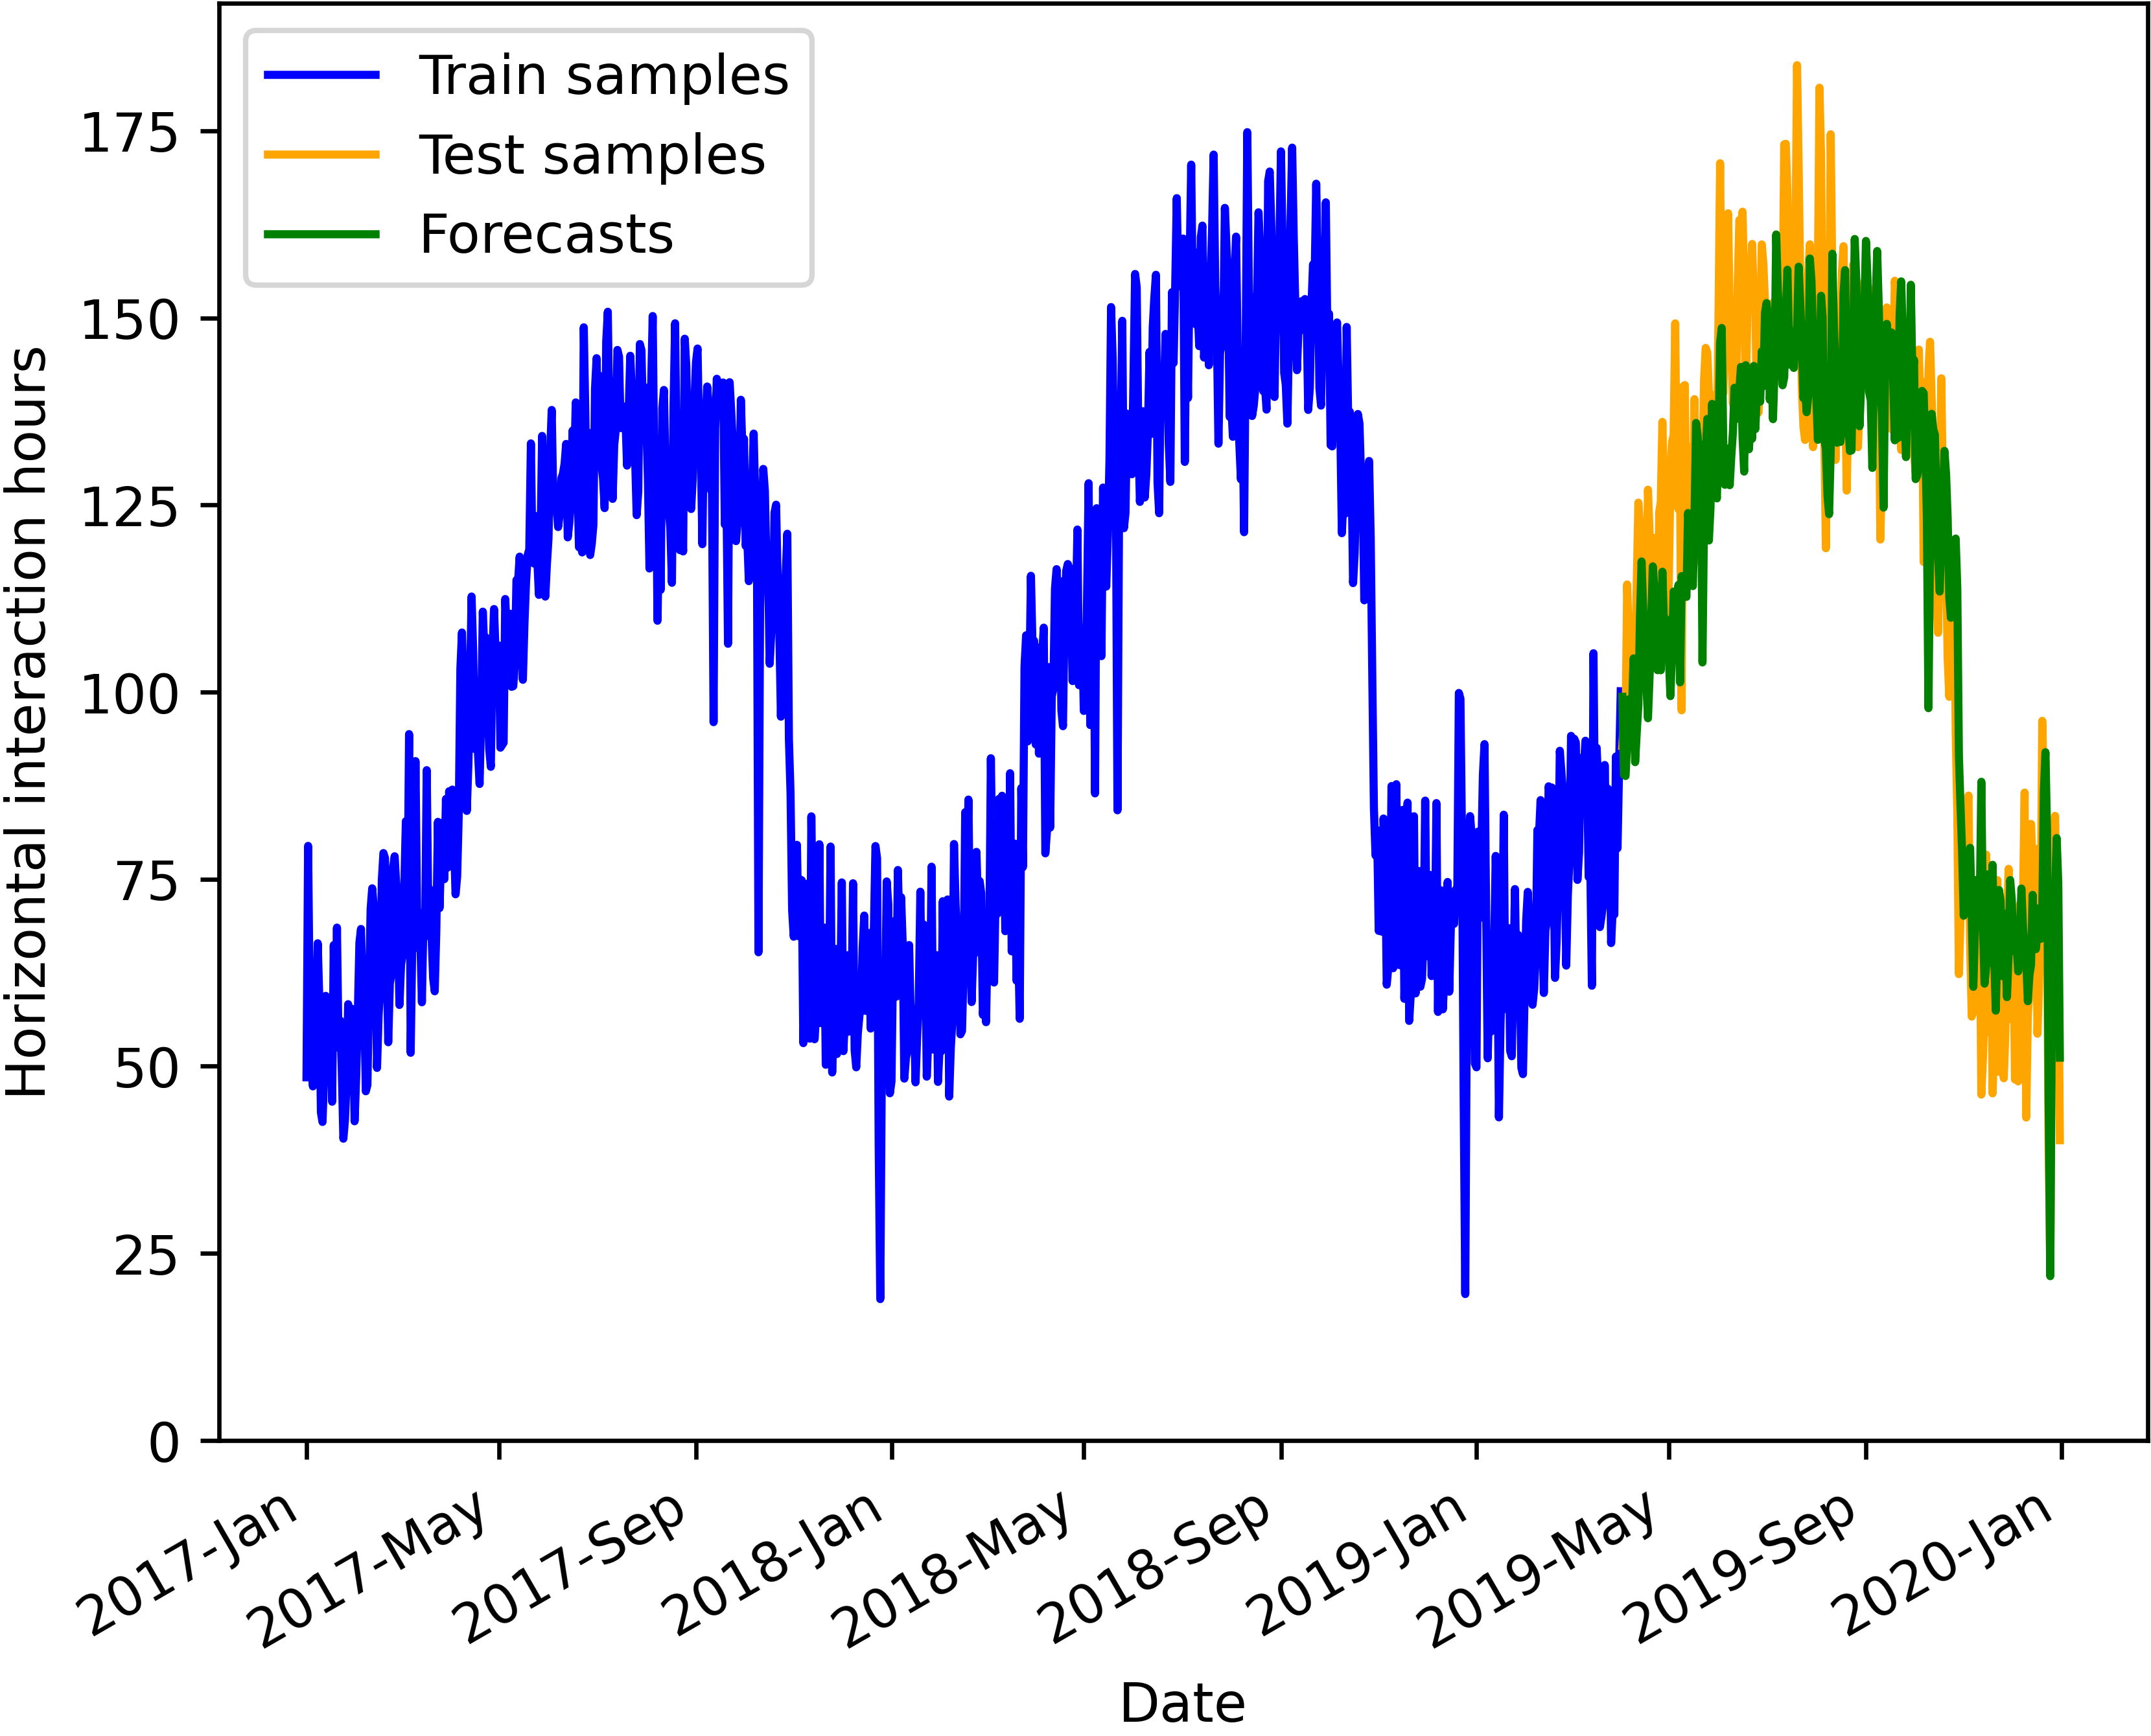 Train samples
Test samples
Forecasts
Horizontal interaction hours
175
150
125
100
75
50
25
0
2017-Jan
2017-May
2017-Sep
2018-Jan
2018-May
2018-Sep
2019-Jan
2019-May
2019-Sep
2020-Jan
Date